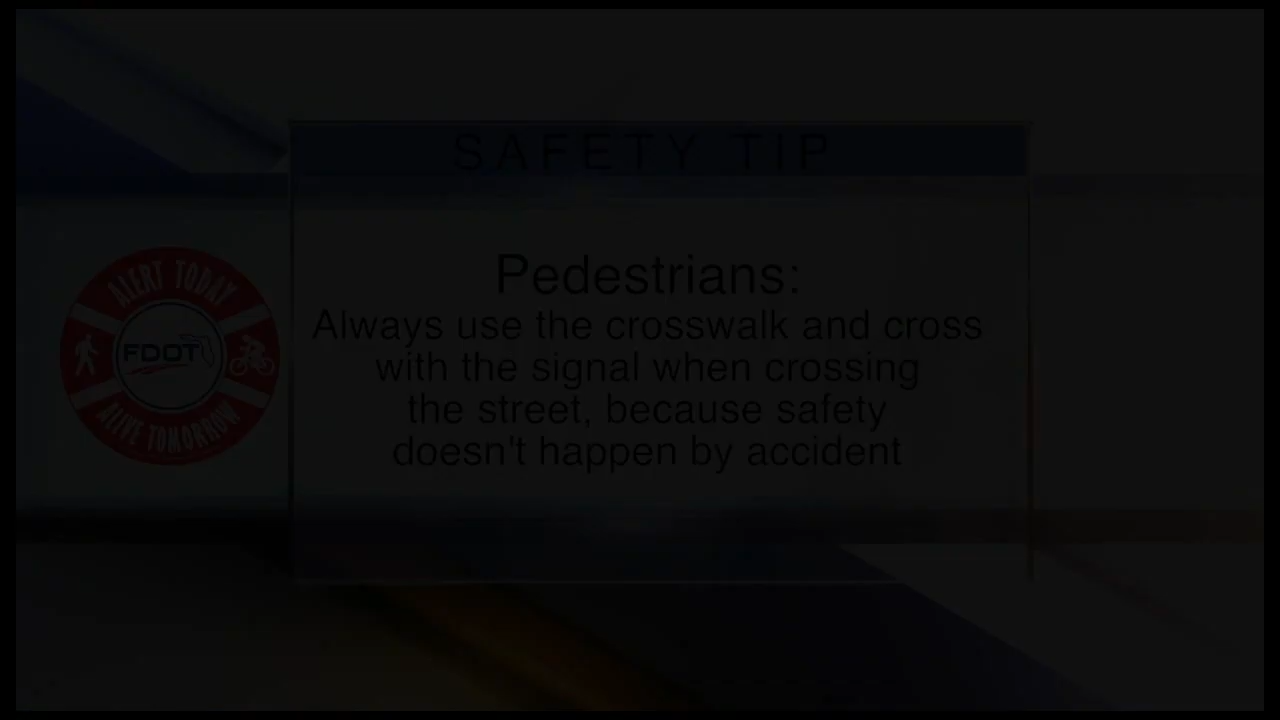 SAFETY TIP
ALERT TODAY
FDOT
ALIVE TOMORROW
Pedestrians:
Always use the crosswalk and cross
with the signal when crossing
the street, because safety
doesn't happen by accident